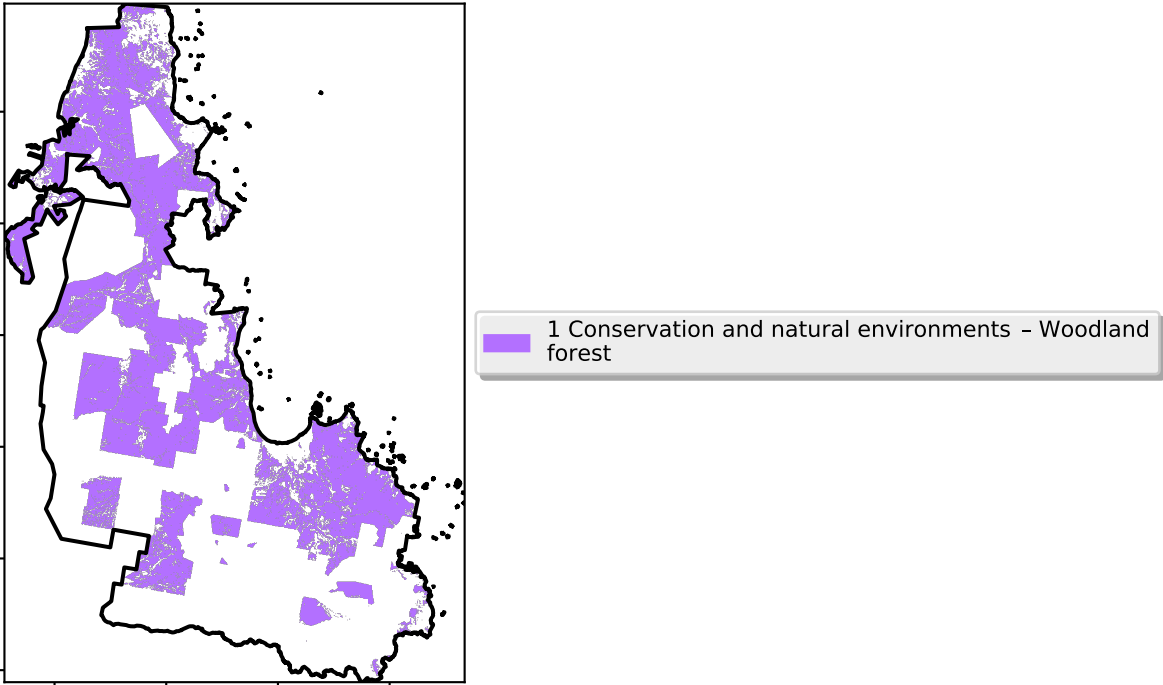 1 Conservation and natural environments – Woodland
forest